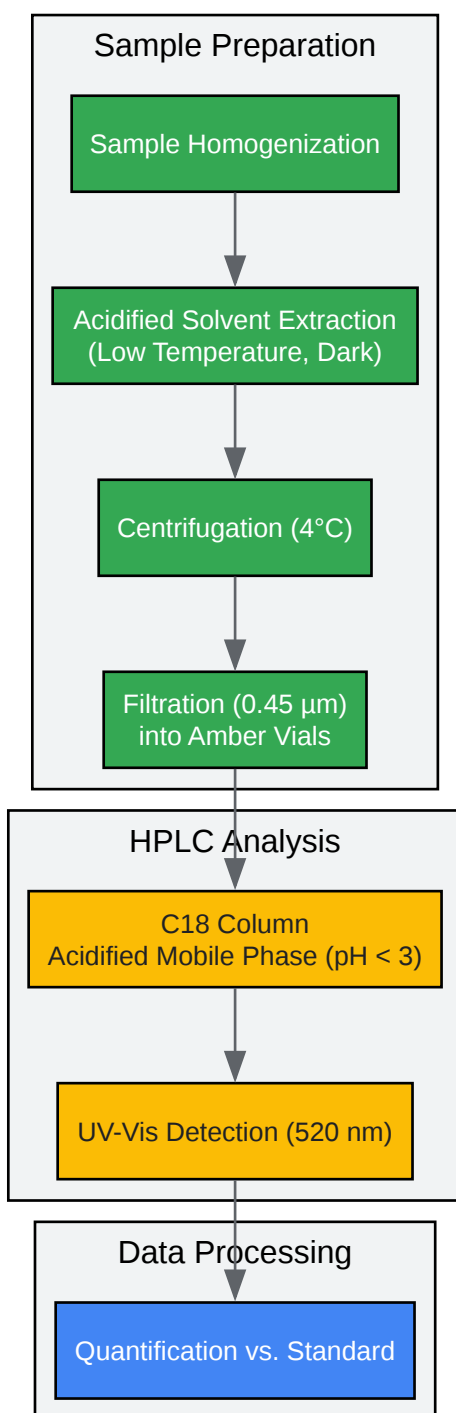 Sample Preparation
Sample Homogenization
Acidified Solvent Extraction
(Low Temperature, Dark)
Centrifugation (4°C)
Filtration (0.45 µm)
into Amber Vials
HPLC Analysis
C18 Column
Acidified Mobile Phase (pH < 3)
UV-Vis Detection (520 nm)
Data Processing
Quantification vs. Standard